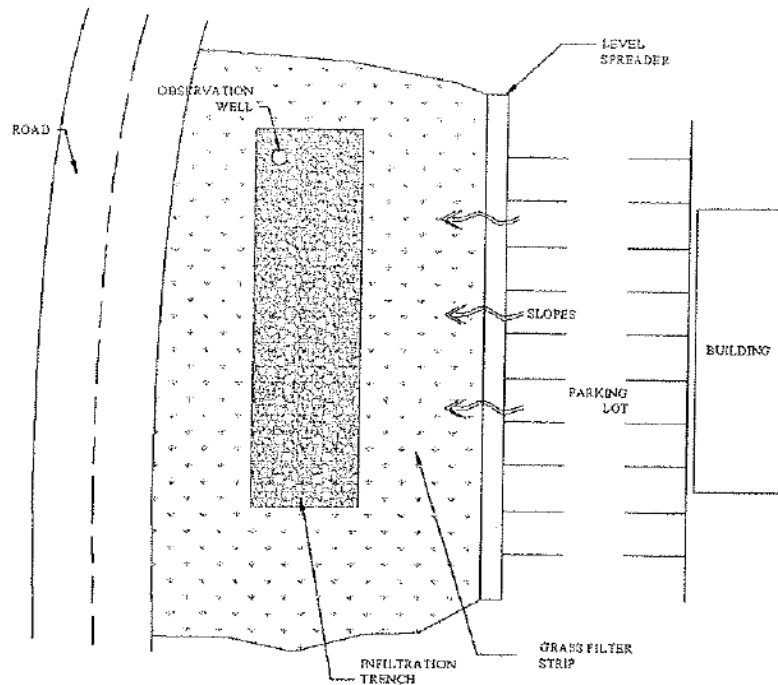 LEVEL
SPREADER
OBSERVATION
WELL
ROAD
SLOPES
BUILDING
PARKING
LOT
GRASS FILTER
STRIP
INFILTRATION
TRENCH